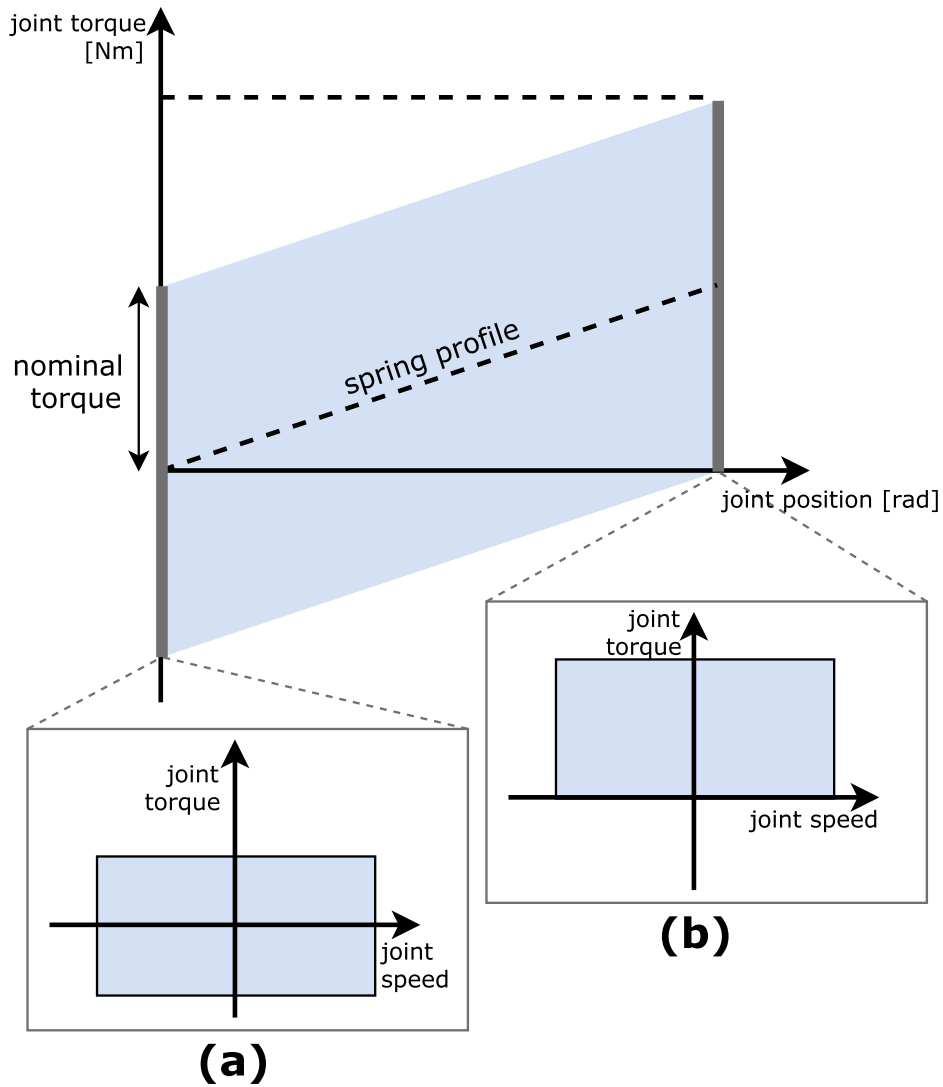 joint torque
[Nm]
nominal
torque
spring profile
joint position [rad]
joint
torque
joint speed
(b)
joint
torque
joint
speed
(a)